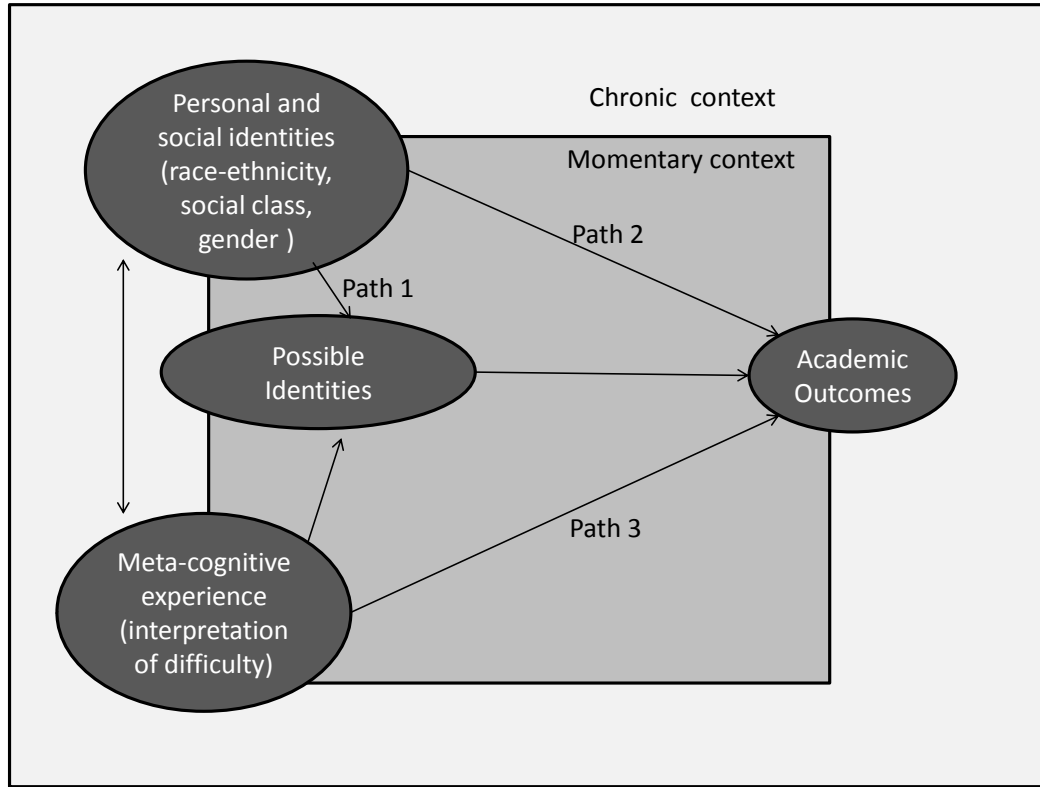 Personal and
social identities
(race-ethnicity,
social class,
gender )
Chronic context
Momentary context
Path 2
Path 1
Possible
Identities
Academic
Outcomes
Path 3
Meta-cognitive
experience
(interpretation
of difficulty)